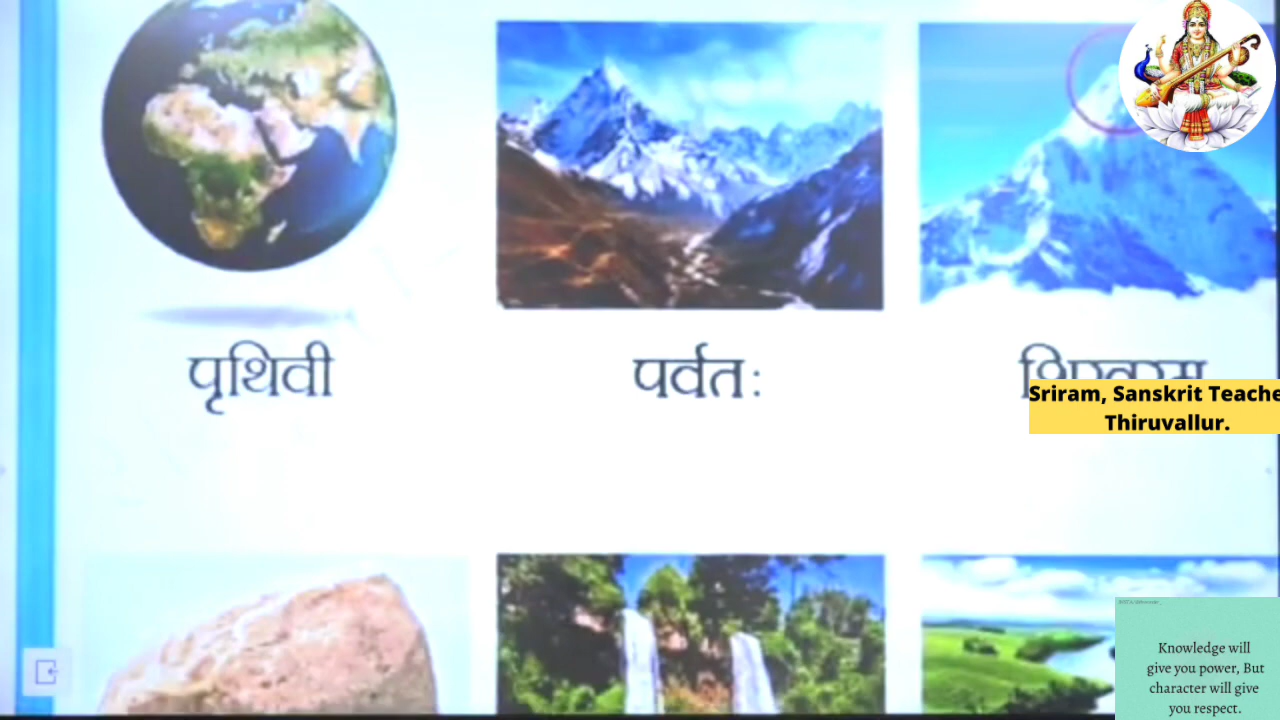 पृथिवी
पर्वतः
Sriram, Sanskrit Teache
Thiruvallur.
Knowledge will
give you power, But
character will give
you respect.